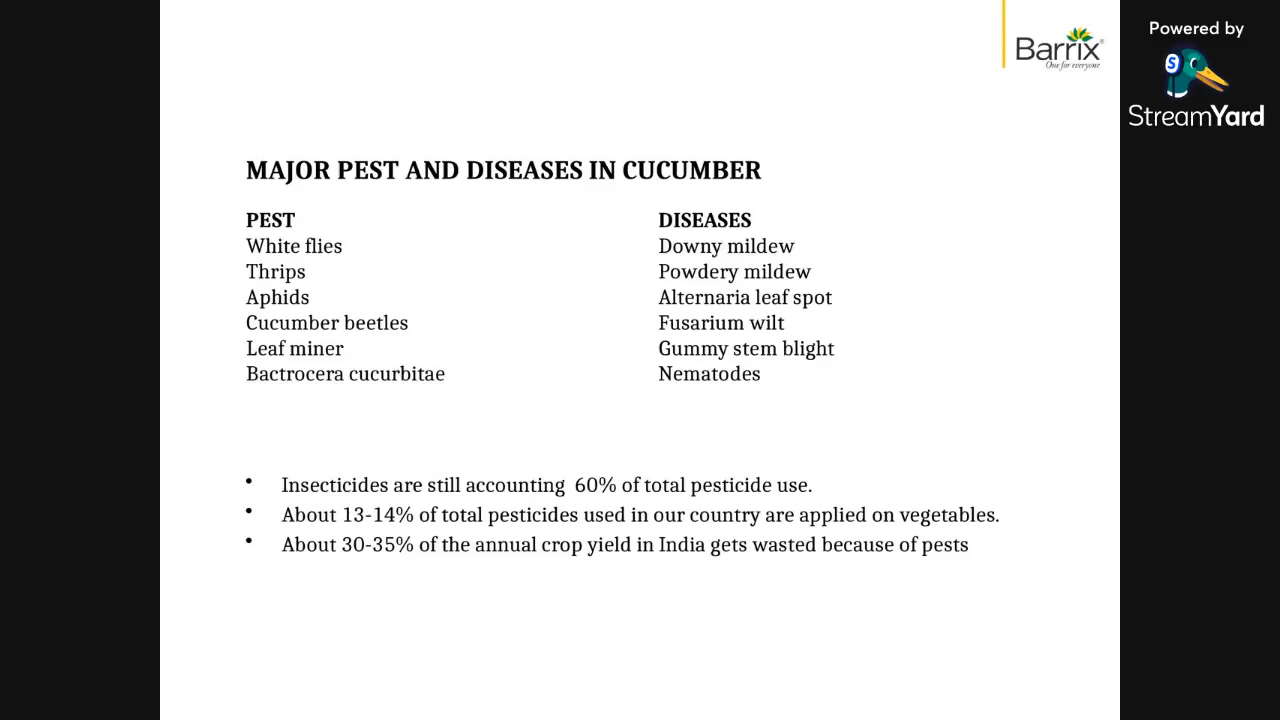 Barrix
One for everyone
Powered by
StreamYard
MAJOR PEST AND DISEASES IN CUCUMBER
PEST
White flies
Thrips
Aphids
Cucumber beetles
Leaf miner
Bactrocera cucurbitae
DISEASES
Downy mildew
Powdery mildew
Alternaria leaf spot
Fusarium wilt
Gummy stem blight
Nematodes
• Insecticides are still accounting  60% of total pesticide use.
• About 13-14% of total pesticides used in our country are applied on vegetables.
• About 30-35% of the annual crop yield in India gets wasted because of pests